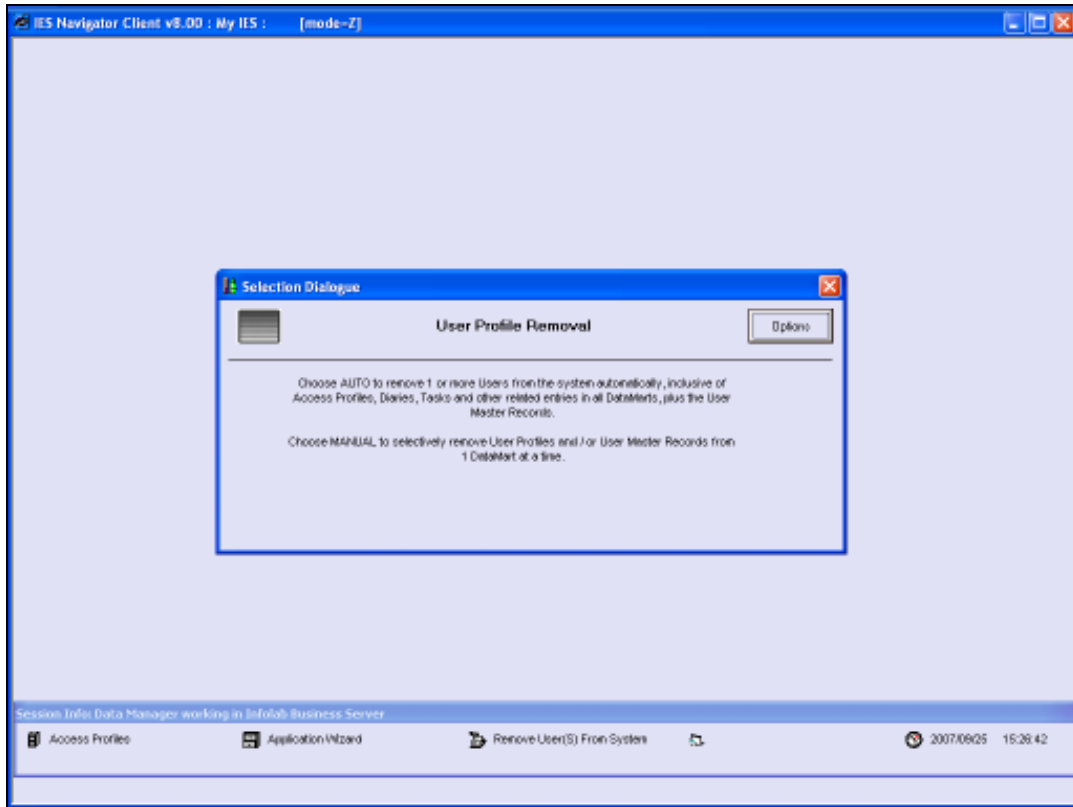 IES Navigator Client v8.00 : My IES : [mode=Z]
Selection Dialogue
User Profile Removal
Options
Choose AUTO to remove 1 or more Users from the system automatically, inclusive of
Access Profiles, Diaries, Tasks and other related entries in all DataMarts, plus the User
Master Records.
Choose MANUAL to selectively remove User Profiles and / or User Master Records from
1 DataMart at a time.
Session Info: Data Manager working in Infolab Business Server
Access Profiles
Application Wizard
Remove User(S) From System
2007/09/25 15:26:42